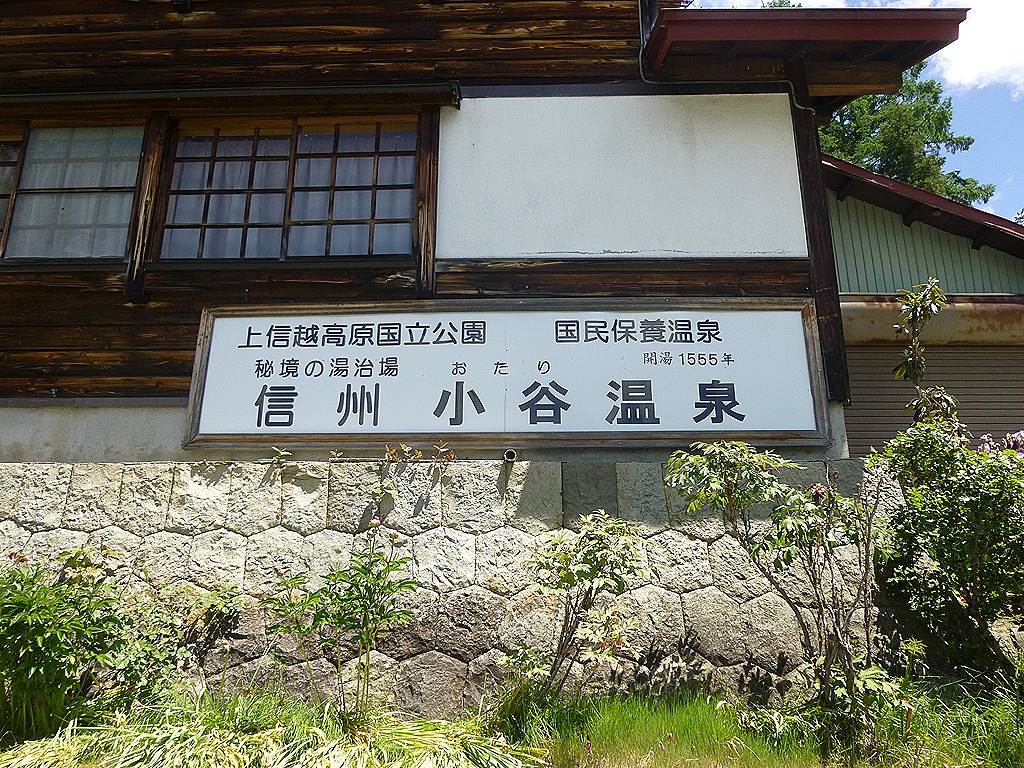 上信越高原国立公園 国民保養温泉
秘境の湯治場 おたり 開湯1555年
信州 小谷温泉